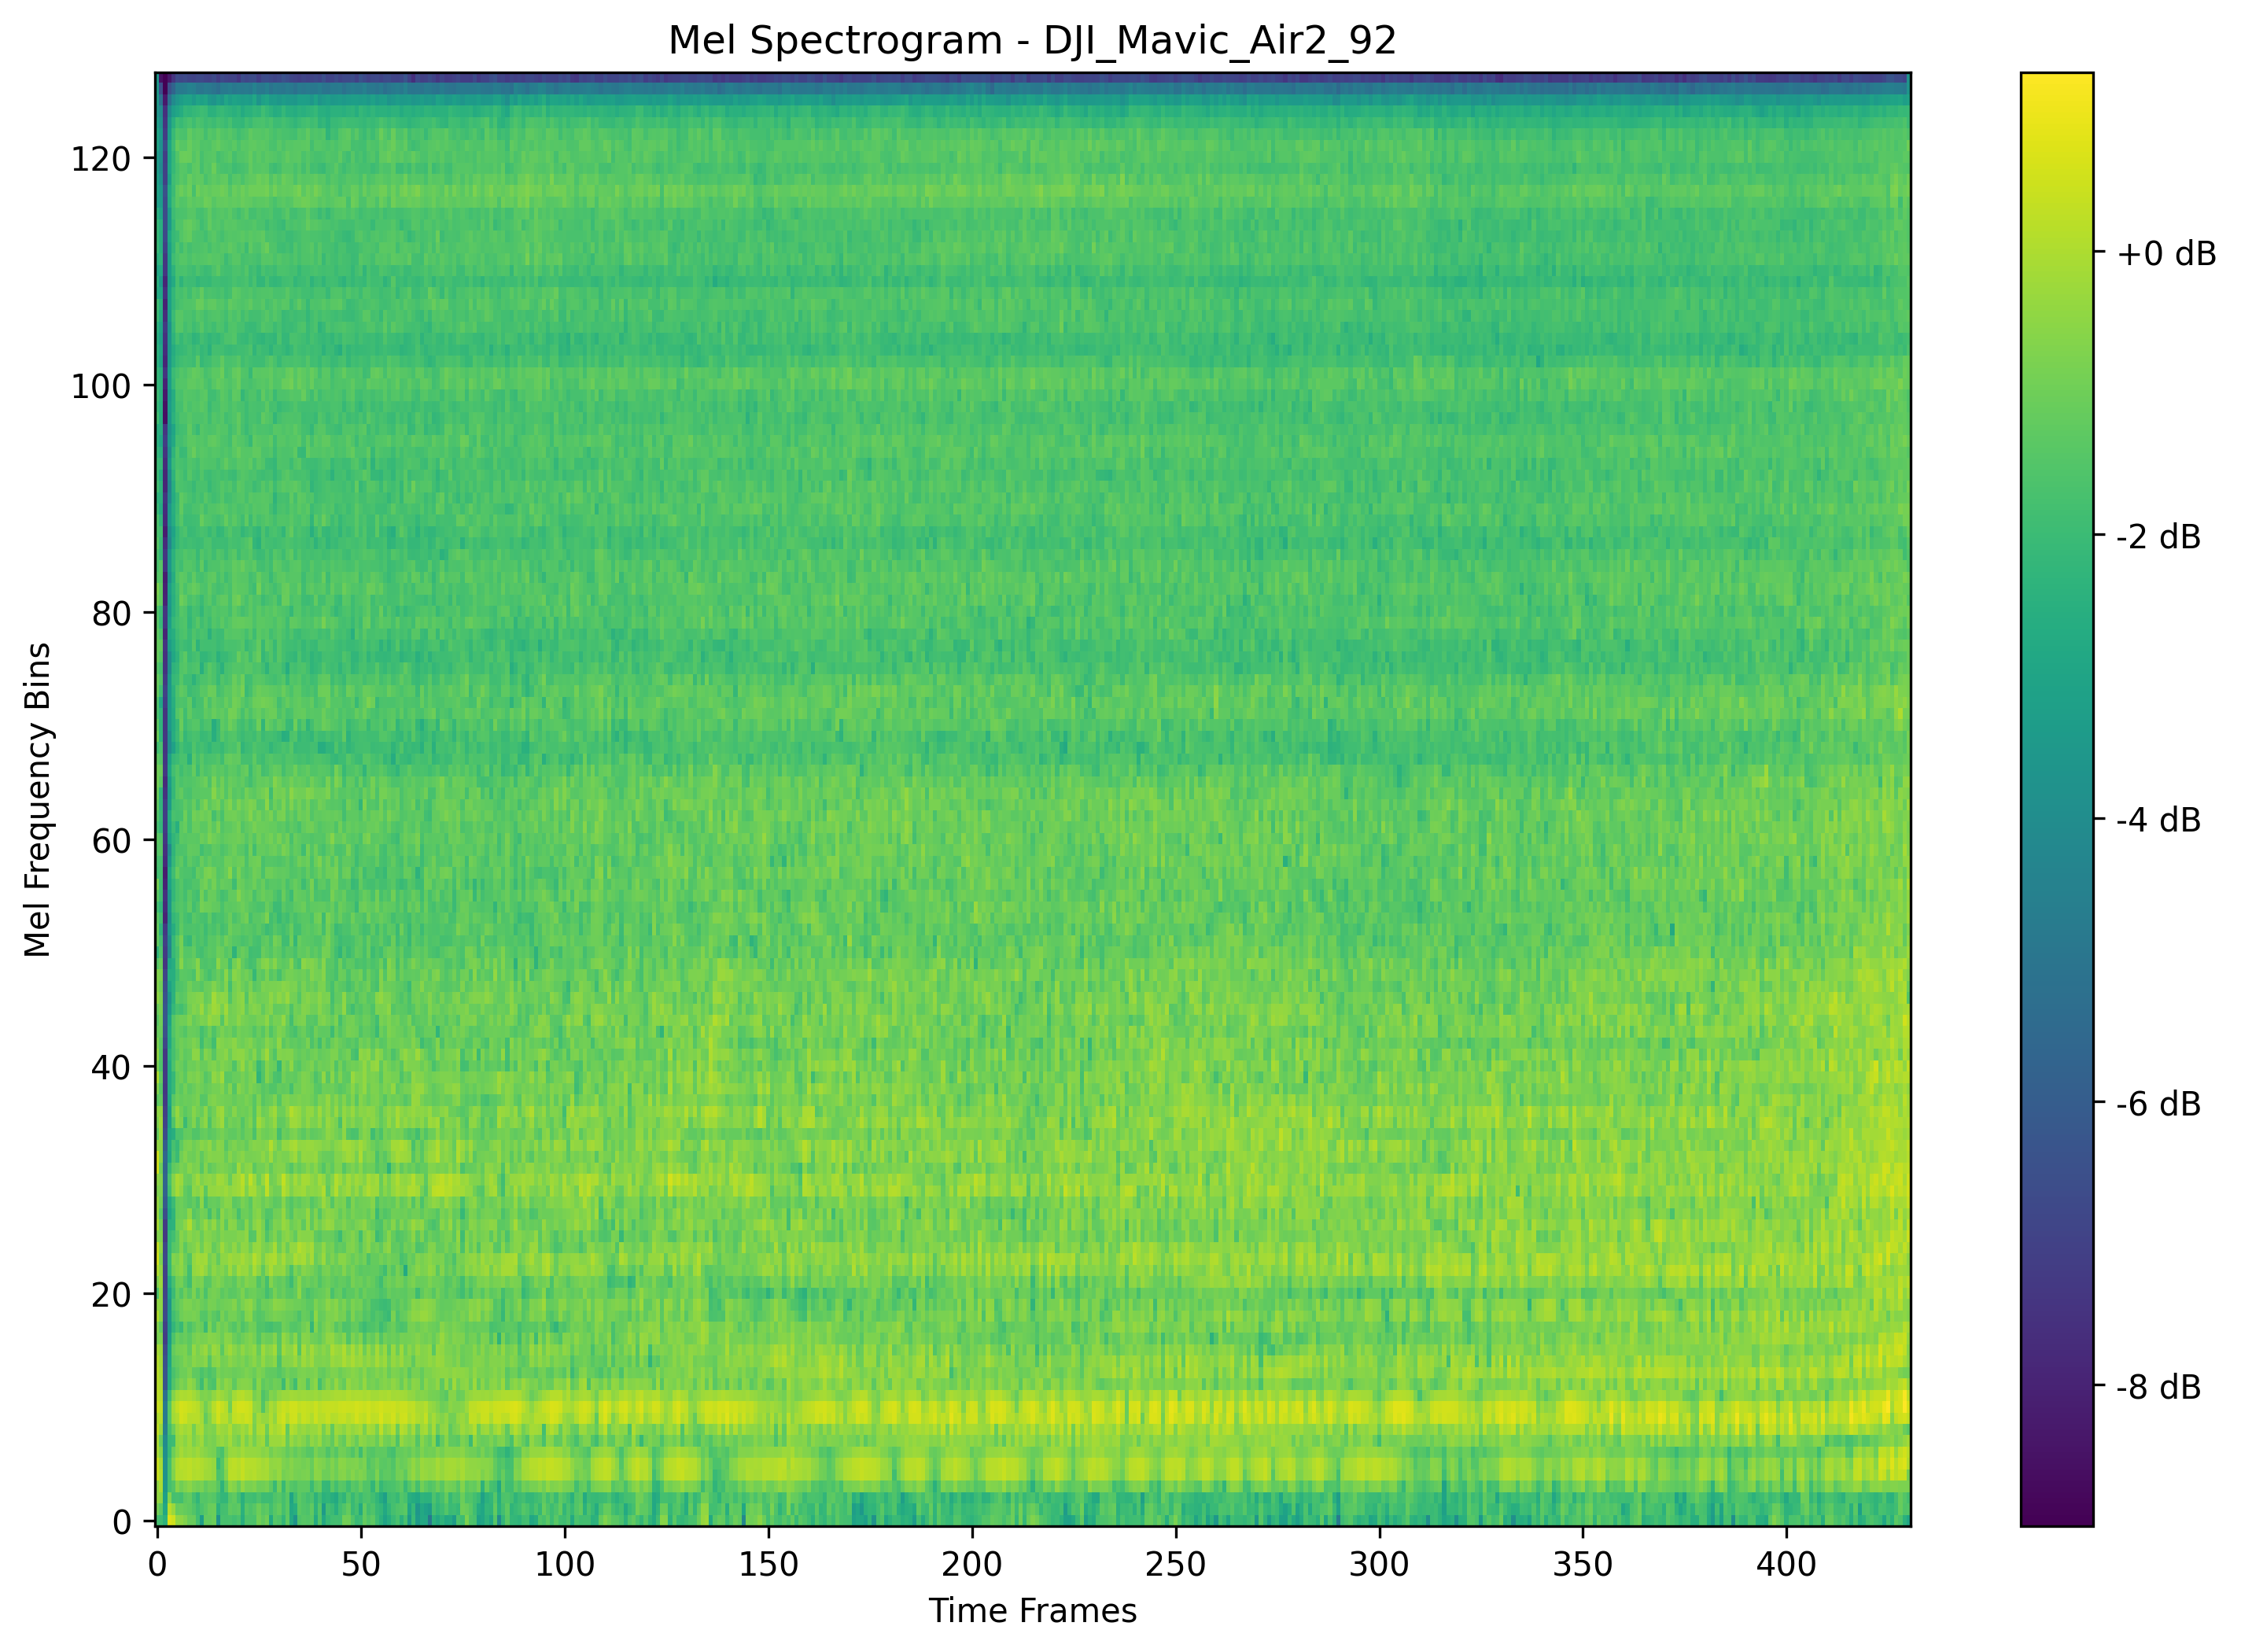 Mel Spectrogram - DJI_Mavic_Air2_92
120
100
80
60
40
20
0
Mel Frequency Bins
0 50 100 150 200 250 300 350 400
Time Frames
+0 dB
-2 dB
-4 dB
-6 dB
-8 dB